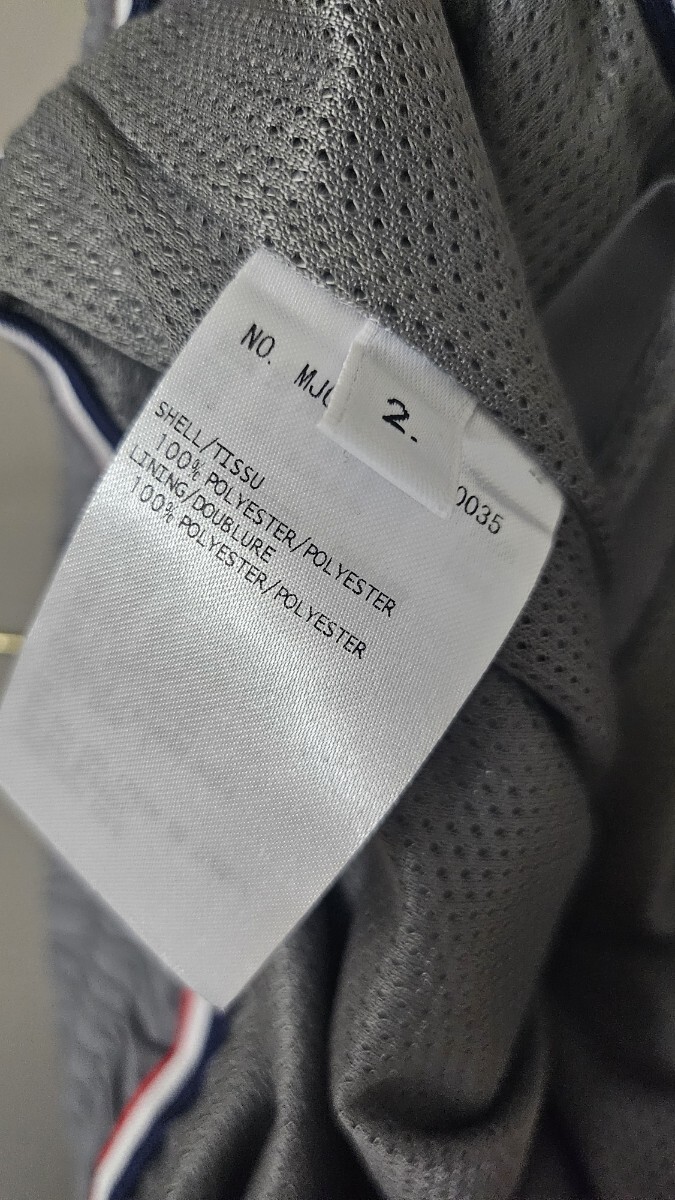 NO. MJ
2.
0035
SHELL/TISSU
100% POLYESTER/POLYESTER
LINING/DOUBLURE
100% POLYESTER/POLYESTER